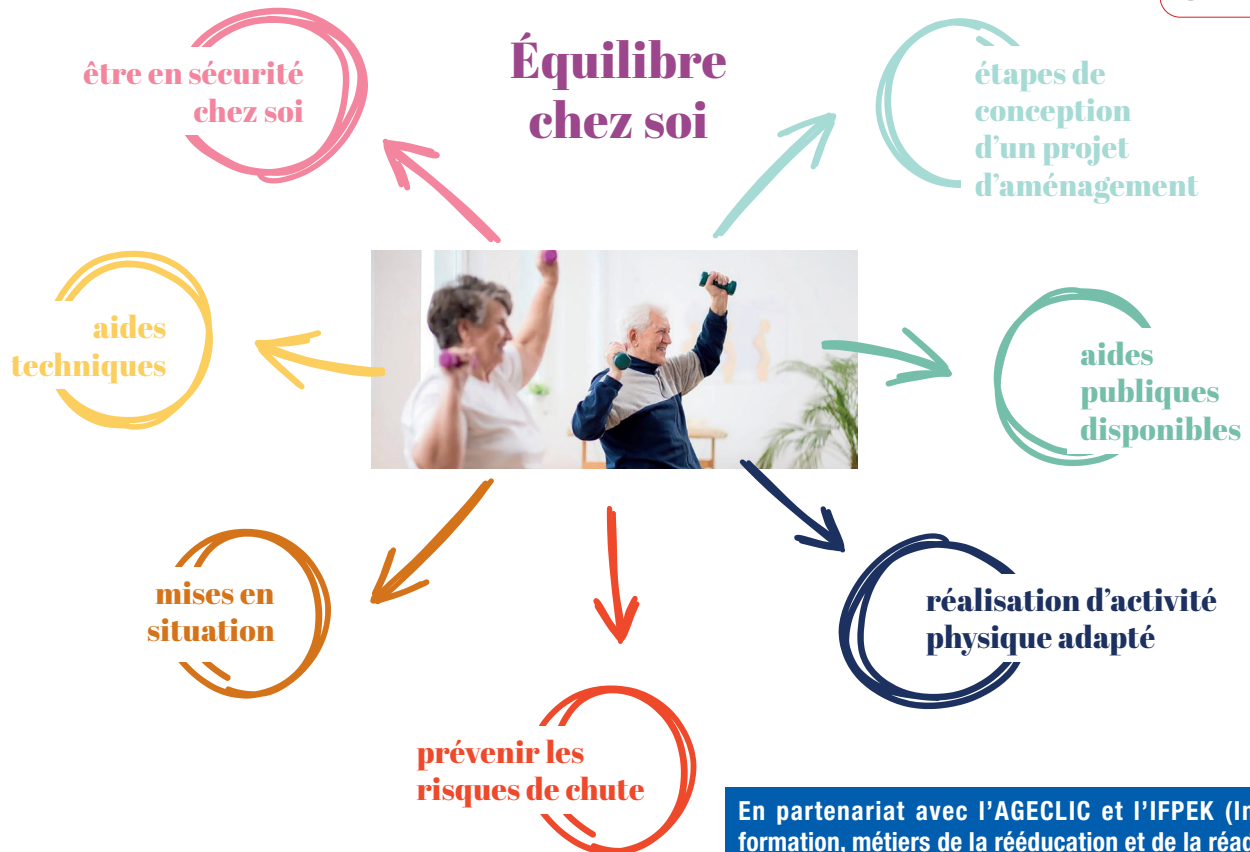 Équilibre
chez soi
être en sécurité
chez soi
étapes de
conception
d’un projet
d’aménagement
aides
techniques
aides
publiques
disponibles
mises en
situation
réalisation d’activité
physique adapté
prévenir les
risques de chute
En partenariat avec l’AGECLIC et l’IFPEK
formation, métiers de la rééducation et de la